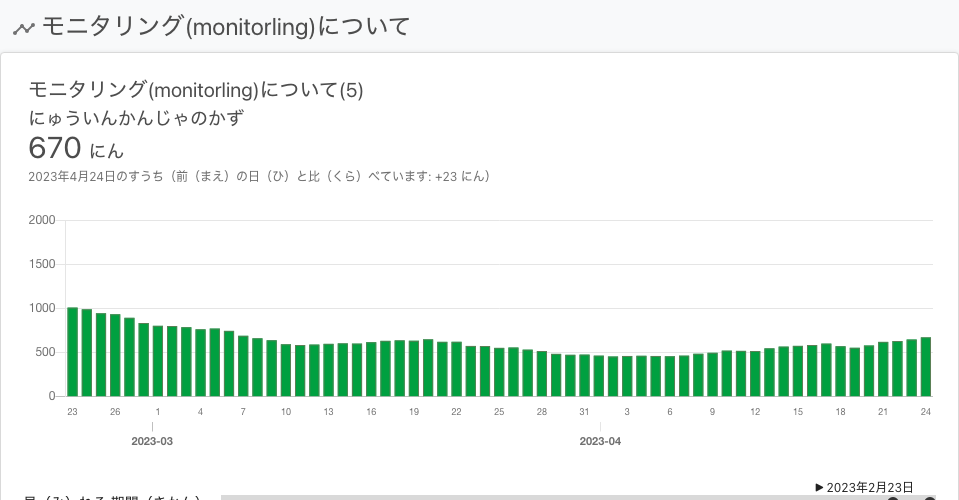 モニタリング(monitorling)について
モニタリング(monitorling)について(5)
にゅういんかんじゃのかず
670 にん
2023年4月24日のすうち（前（まえ）の日（ひ）と比（くら）べています: +23 にん）
2000
1500
1000
500
0
23 26 1 4 7 10 13 16 19 22 25 28 31 3 6 9 12 15 18 21 24
2023-03 2023-04
▶ 2023年2月23日